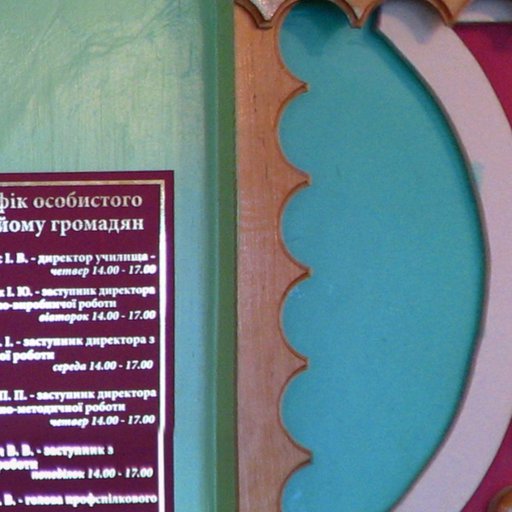 фік особистого
йому громадян
І. В. - директор училища -
четвер 14.00 - 17.00
І. Ю. - заступник директора
но-виробничої роботи
вівторок 14.00 - 17.00
І. - заступник директора з
ої роботи
середа 14.00 - 17.00
П. П. - заступник директора
но-методичної роботи
четвер 14.00 - 17.00
В. В. - заступник з
роботи
понеділок 14.00 - 17.00
В. - голова профспілкового